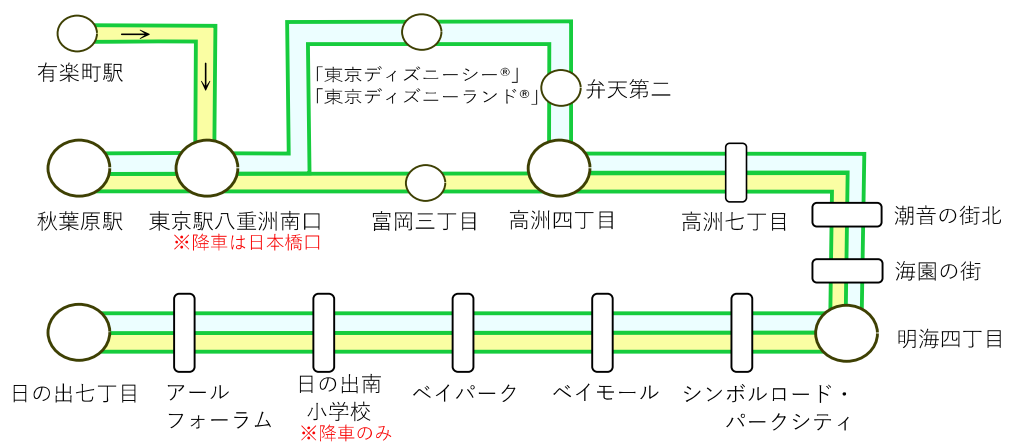 有楽町駅
「東京ディズニーシー®」
「東京ディズニーランド®」
弁天第二
秋葉原駅
東京駅八重洲南口
※降車は日本橋口
富岡三丁目
高洲四丁目
高洲七丁目
潮音の街北
海園の街
明海四丁目
日の出七丁目
アール
フォーラム
日の出南
小学校
※降車のみ
ベイパーク
ベイモール
シンボルロード・
パークシティ